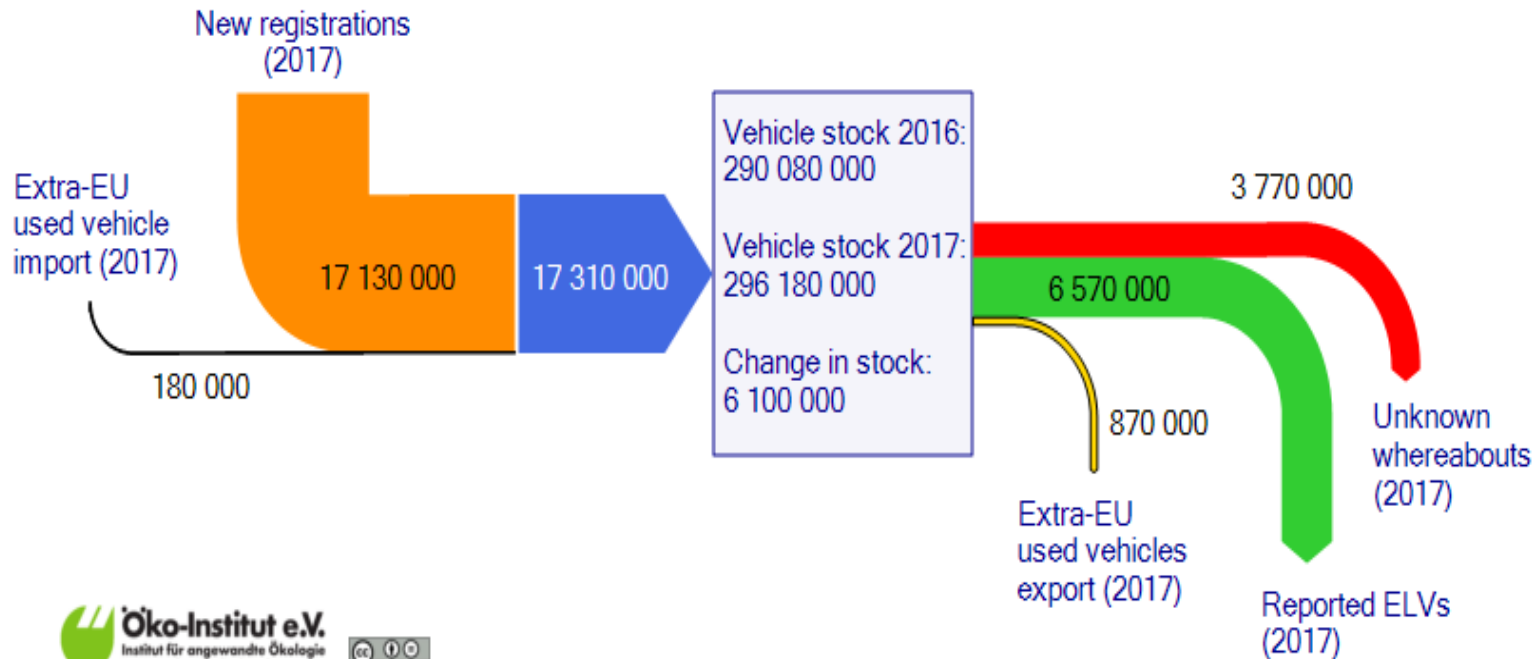 New registrations
(2017)
Extra-EU
used vehicle
import (2017)
17 130 000
17 310 000
180 000
Vehicle stock 2016:
290 080 000
Vehicle stock 2017:
296 180 000
Change in stock:
6 100 000
3 770 000
6 570 000
870 000
Unknown
whereabouts
(2017)
Extra-EU
used vehicles
export (2017)
Reported ELVs
(2017)
Öko-Institut e.V.
Institut für angewandte Ökologie
cc